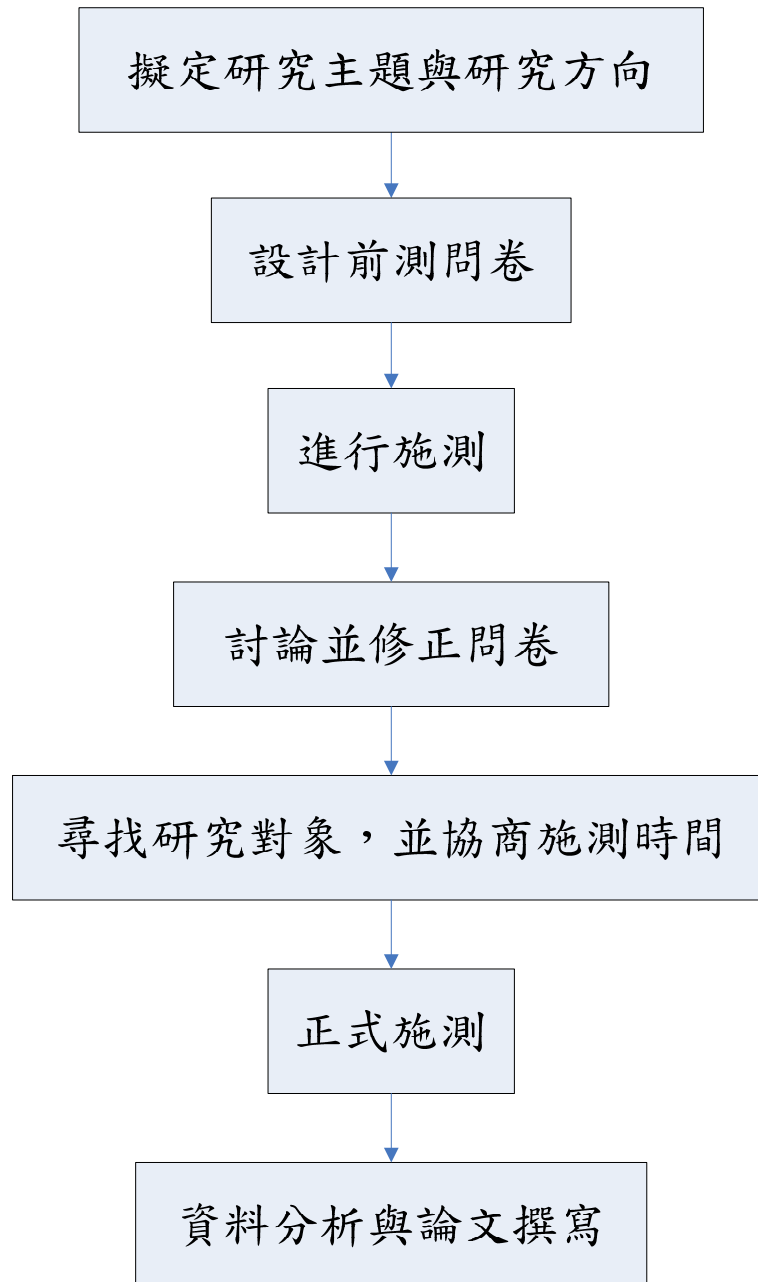 擬定研究主題與研究方向
設計前測問卷
進行施測
討論並修正問卷
尋找研究對象，並協商施測時間
正式施測
資料分析與論文撰寫